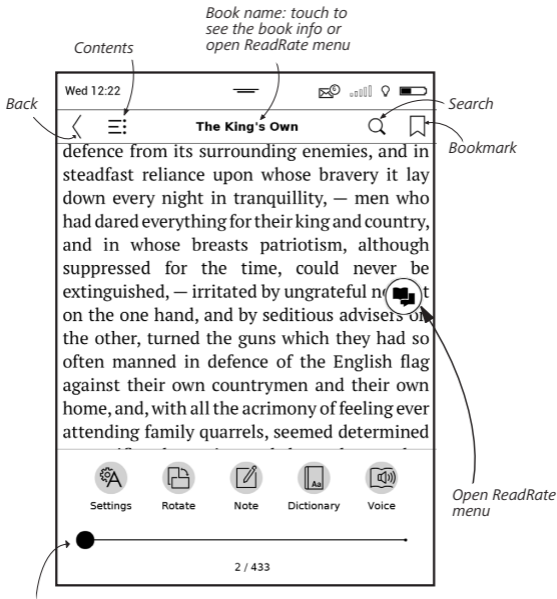 Book name: touch to
see the book info or
open ReadRate menu
Contents
Back
Search
Bookmark
Wed 12:22
The King's Own
defence from its surrounding enemies, and in
steadfast reliance upon whose bravery it lay
down every night in tranquillity, — men who
had dared everything for their king and country,
and in whose breasts patriotism, although
suppressed for the time, could never be
extinguished, — irritated by ungrateful
on the one hand, and by seditious advisers on
the other, turned the guns which they had so
often manned in defence of the English flag
against their own countrymen and their own
home, and, with all the acrimony of feeling ever
attending family quarrels, seemed determined
Open ReadRate
menu
Settings
Rotate
Note
Dictionary
Voice
2 / 433